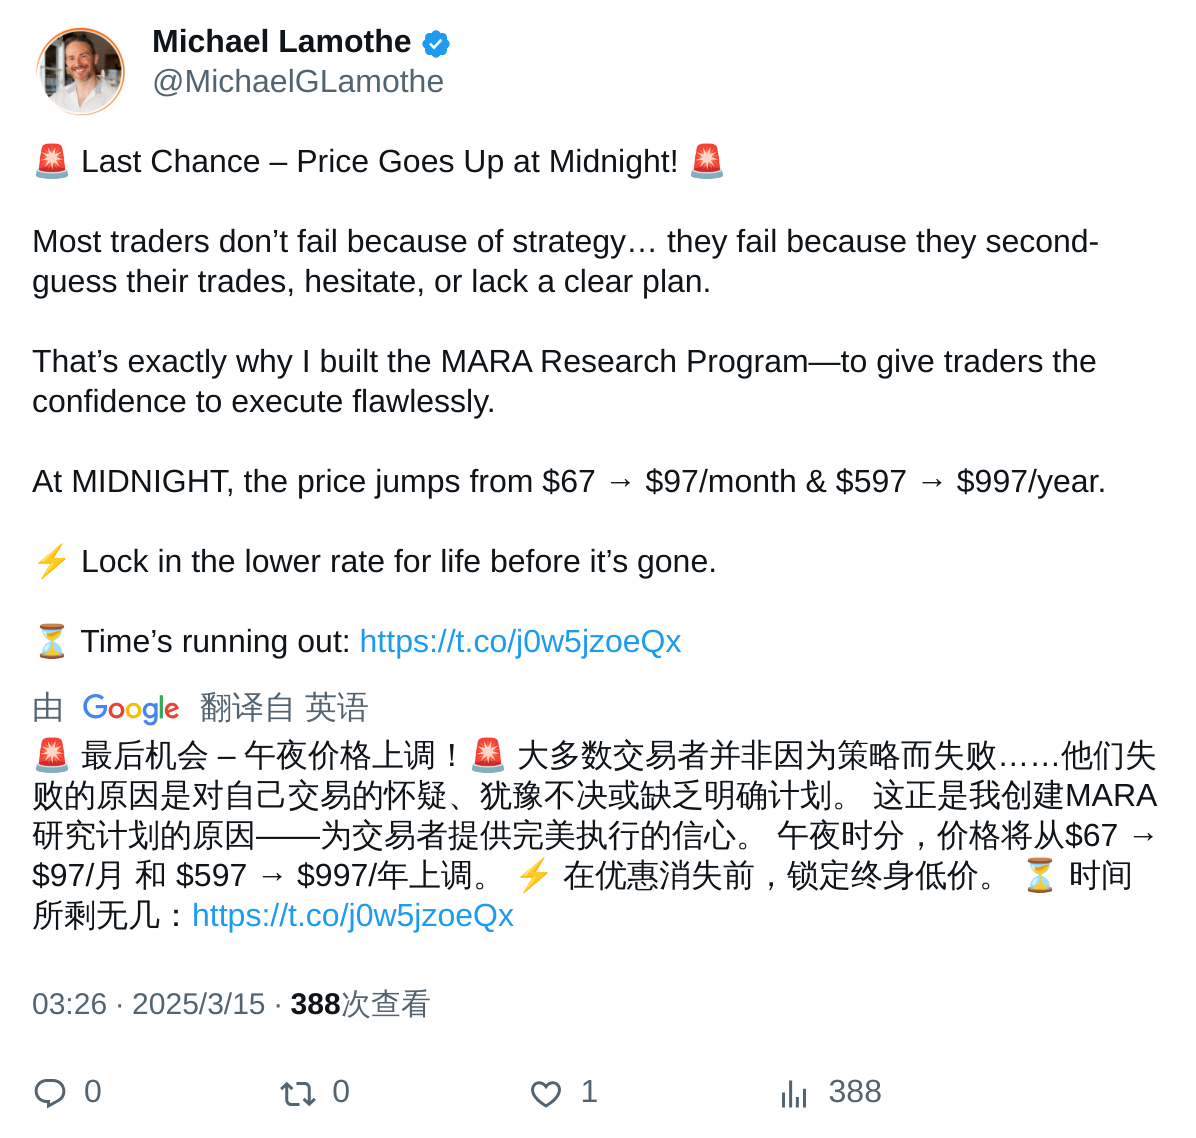 Michael Lamothe
@MichaelGLamothe
🚨 Last Chance – Price Goes Up at Midnight! 🚨
Most traders don’t fail because of strategy… they fail because they second-
guess their trades, hesitate, or lack a clear plan.
That’s exactly why I built the MARA Research Program—to give traders the
confidence to execute flawlessly.
At MIDNIGHT, the price jumps from $67 → $97/month & $597 → $997/year.
⚡ Lock in the lower rate for life before it’s gone.
⏳ Time’s running out: https://t.co/j0w5jzoeQx
由 Google 翻译自 英语
🚨 最后机会 – 午夜价格上调！🚨 大多数交易者并非因为策略而失败……他们失
败的原因是对自己交易的怀疑、犹豫不决或缺乏明确计划。 这正是我创建MARA
研究计划的原因——为交易者提供完美执行的信心。 午夜时分，价格将从$67 →
$97/月 和 $597 → $997/年上调。 ⚡ 在优惠消失前，锁定终身低价。 ⏳ 时间
所剩无几：https://t.co/j0w5jzoeQx
03:26 · 2025/3/15 · 388次查看
0 0 1 388